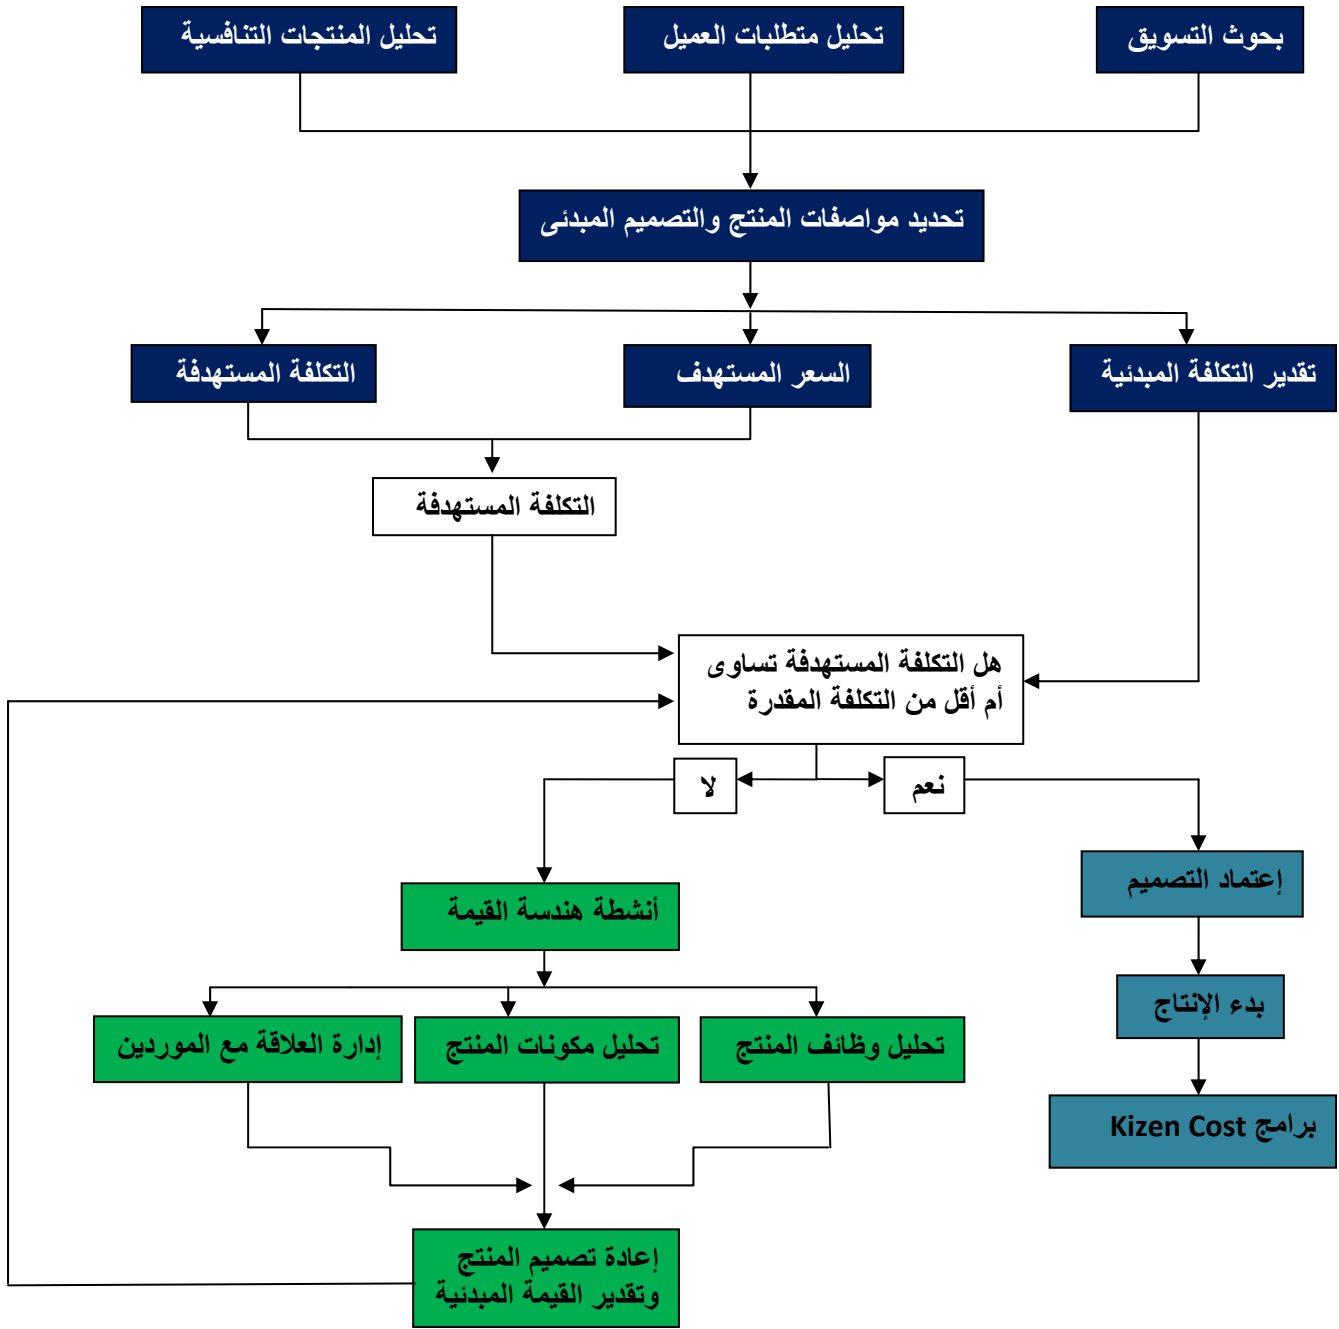 بحوث التسويق
تحليل متطلبات العميل
تحليل المنتجات التنافسية
تحديد مواصفات المنتج والتصميم المبدئى
تقدير التكلفة المبدئية
السعر المستهدف
التكلفة المستهدفة
التكلفة المستهدفة
هل التكلفة المستهدفة تساوى
أم أقل من التكلفة المقدرة
نعم
لا
إعتماد التصميم
أنشطة هندسة القيمة
بدء الإنتاج
تحليل وظائف المنتج
تحليل مكونات المنتج
إدارة العلاقة مع الموردين
برامج Kizen Cost
إعادة تصميم المنتج
وتقدير القيمة المبدئية